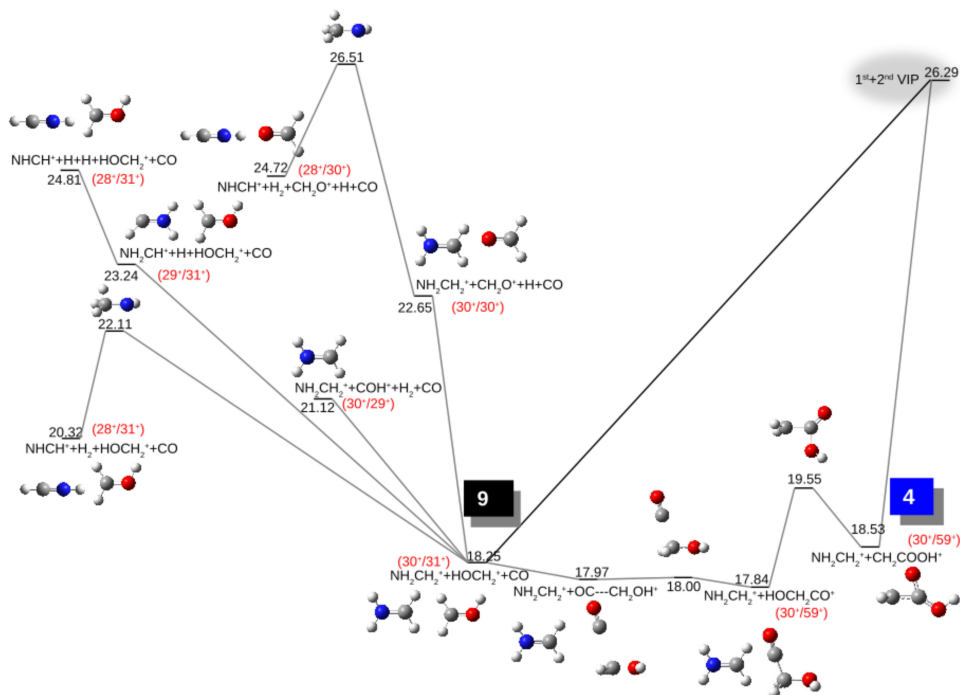 26.51
1st+2nd VIP
26.29
NHCH⁺+H+H+HOCH₂⁺+CO
24.81
(28⁺/31⁺)
24.72
(28⁺/30⁺)
NHCH⁺+H₂+CH₂O⁺+H+CO
NH₂CH⁺+H+HOCH₂⁺+CO
23.24
(29⁺/31⁺)
NH₂CH₂⁺+CH₂O⁺+H+CO
22.65
(30⁺/30⁺)
22.11
NH₂CH₂⁺+COH⁺+H₂+CO
21.12
(30⁺/29⁺)
20.32
(28⁺/31⁺)
NHCH⁺+H₂+HOCH₂⁺+CO
19.55
9
4
18.53
(30⁺/59⁺)
NH₂CH₂⁺+CH₂COOH⁺
(30⁺/31⁺)
18.25
NH₂CH₂⁺+HOCH₂⁺+CO
17.97
NH₂CH₂⁺+OC---CH₂OH⁺
18.00
17.84
NH₂CH₂⁺+HOCH₂CO⁺
(30⁺/59⁺)